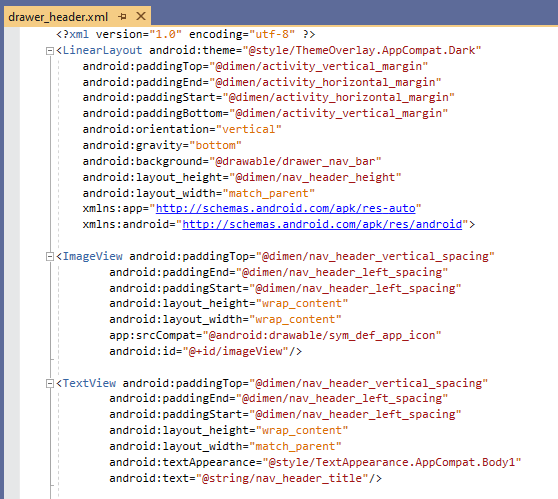 drawer_header.xml
<?xml version="1.0" encoding="utf-8" ?>
<LinearLayout android:theme="@style/ThemeOverlay.AppCompat.Dark"
android:paddingTop="@dimen/activity_vertical_margin"
android:paddingEnd="@dimen/activity_horizontal_margin"
android:paddingStart="@dimen/activity_horizontal_margin"
android:paddingBottom="@dimen/activity_vertical_margin"
android:orientation="vertical"
android:gravity="bottom"
android:background="@drawable/drawer_nav_bar"
android:layout_height="@dimen/nav_header_height"
android:layout_width="match_parent"
xmlns:app="http://schemas.android.com/apk/res-auto"
xmlns:android="http://schemas.android.com/apk/res/android">
<ImageView android:paddingTop="@dimen/nav_header_vertical_spacing"
android:paddingEnd="@dimen/nav_header_left_spacing"
android:paddingStart="@dimen/nav_header_left_spacing"
android:layout_height="wrap_content"
android:layout_width="wrap_content"
app:srcCompat="@android:drawable/sym_def_app_icon"
android:id="@+id/imageView"/>
<TextView android:paddingTop="@dimen/nav_header_vertical_spacing"
android:paddingEnd="@dimen/nav_header_left_spacing"
android:paddingStart="@dimen/nav_header_left_spacing"
android:layout_height="wrap_content"
android:layout_width="match_parent"
android:textAppearance="@style/TextAppearance.AppCompat.Body1"
android:text="@string/nav_header_title"/>